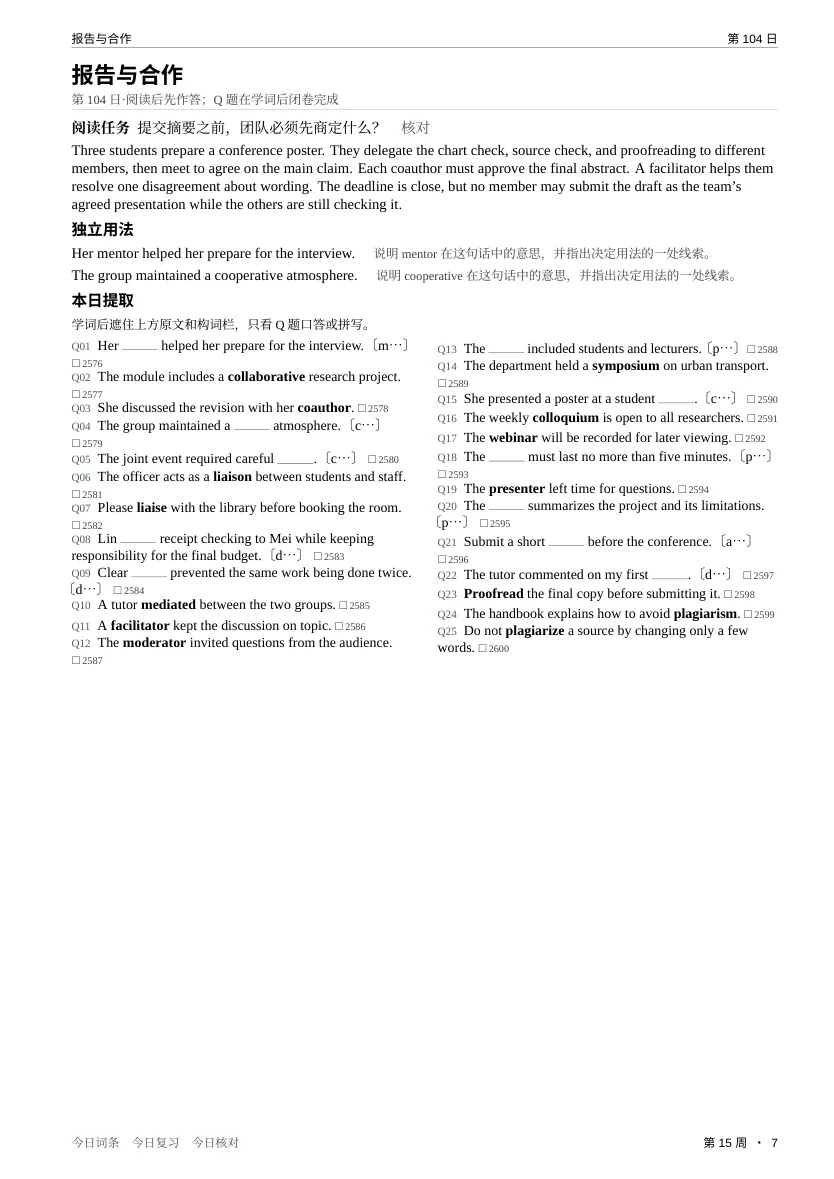 报告与合作
第 104 日
报告与合作
第 104 日·阅读后先作答；Q 题在学词后闭卷完成
阅读任务 提交摘要之前，团队必须先商定什么？ 核对
Three students prepare a conference poster. They delegate the chart check, source check, and proofreading to different
members, then meet to agree on the main claim. Each coauthor must approve the final abstract. A facilitator helps them
resolve one disagreement about wording. The deadline is close, but no member may submit the draft as the team’s
agreed presentation while the others are still checking it.
独立用法
Her mentor helped her prepare for the interview. 说明 mentor 在这句话中的意思，并指出决定用法的一处线索。
The group maintained a cooperative atmosphere. 说明 cooperative 在这句话中的意思，并指出决定用法的一处线索。
本日提取
学词后遮住上方原文和构词栏，只看 Q 题口答或拼写。
Q01 Her _____ helped her prepare for the interview.〔m···〕
□ 2576
Q02 The module includes a collaborative research project.
□ 2577
Q03 She discussed the revision with her coauthor. □ 2578
Q04 The group maintained a _____ atmosphere.〔c···〕
□ 2579
Q05 The joint event required careful _____.〔c···〕 □ 2580
Q06 The officer acts as a liaison between students and staff.
□ 2581
Q07 Please liaise with the library before booking the room.
□ 2582
Q08 Lin _____ receipt checking to Mei while keeping
responsibility for the final budget.〔d···〕 □ 2583
Q09 Clear _____ prevented the same work being done twice.
〔d···〕 □ 2584
Q10 A tutor mediated between the two groups. □ 2585
Q11 A facilitator kept the discussion on topic. □ 2586
Q12 The moderator invited questions from the audience.
□ 2587
Q13 The _____ included students and lecturers.〔p···〕 □ 2588
Q14 The department held a symposium on urban transport.
□ 2589
Q15 She presented a poster at a student _____.〔c···〕 □ 2590
Q16 The weekly colloquium is open to all researchers. □ 2591
Q17 The webinar will be recorded for later viewing. □ 2592
Q18 The _____ must last no more than five minutes.〔p···〕
□ 2593
Q19 The presenter left time for questions. □ 2594
Q20 The _____ summarizes the project and its limitations.
〔p···〕 □ 2595
Q21 Submit a short _____ before the conference.〔a···〕
□ 2596
Q22 The tutor commented on my first _____.〔d···〕 □ 2597
Q23 Proofread the final copy before submitting it. □ 2598
Q24 The handbook explains how to avoid plagiarism. □ 2599
Q25 Do not plagiarize a source by changing only a few
words. □ 2600
今日词条 今日复习 今日核对
第 15 周 · 7